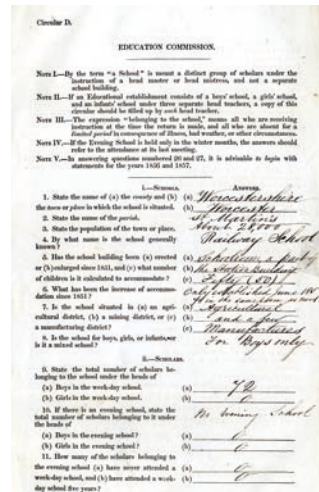 Circular D.
EDUCATION COMMISSION.
NOTE I.—By the term "a School" is meant a distinct group of scholars under the
instruction of a head master or head mistress, and not a separate
school building.
NOTE II.—If an Educational establishment consists of a boys' school, a girls' school,
and an infants' school under three separate head teachers, a copy of this
circular should be filled up by each head teacher.
NOTE III.—The expression "belonging to the school," means all who are receiving
instruction at the time the return is made, and all who are absent for a
limited period in consequence of illness, bad weather, or other circumstances.
NOTE IV.—If the Evening School is held only in the winter months, the answers should
refer to the attendance at its last meeting.
NOTE V.—In answering questions numbered 26 and 27, it is advisable to begin with
statements for the years 1856 and 1857.
i.—SCHOOLS. ANSWERS.
1. State the name of (a) the county and (b) (a) Worcestershire
the town or place in which the school is situated. (b) Worcester
2. State the name of the parish. St Martin's
3. State the population of the town or place. About 28,000
4. By what name is the school generally Railway School
known?
5. Has the school building been (a) erected (a)
or (b) enlarged since 1851, and (c) what number (b)
of children is it calculated to accommodate? (c) Fifty (50)
6. What has been the increase of accommo-
dation since 1851?
7. Is the school situated in (a) an agri- (a) Agricultural
cultural district, (b) a mining district, or (c) (b)
a manufacturing district? (c)
8. Is the school for boys, girls, or infants, or For Boys only
is it a mixed school?
ii.—SCHOLARS.
9. State the total number of scholars be-
longing to the school under the heads of
(a) Boys in the week-day school. (a) 72
(b) Girls in the week-day school. (b) 0
10. If there is an evening school, state the No Evening School
total number of scholars belonging to it under
the heads of
(a) Boys in the evening school? (a) 0
(b) Girls in the evening school? (b) 0
11. How many of the scholars belonging to
the evening school (a) have never attended a (a) 0
week-day school, and (b) have attended a week- (b)
day school five years?